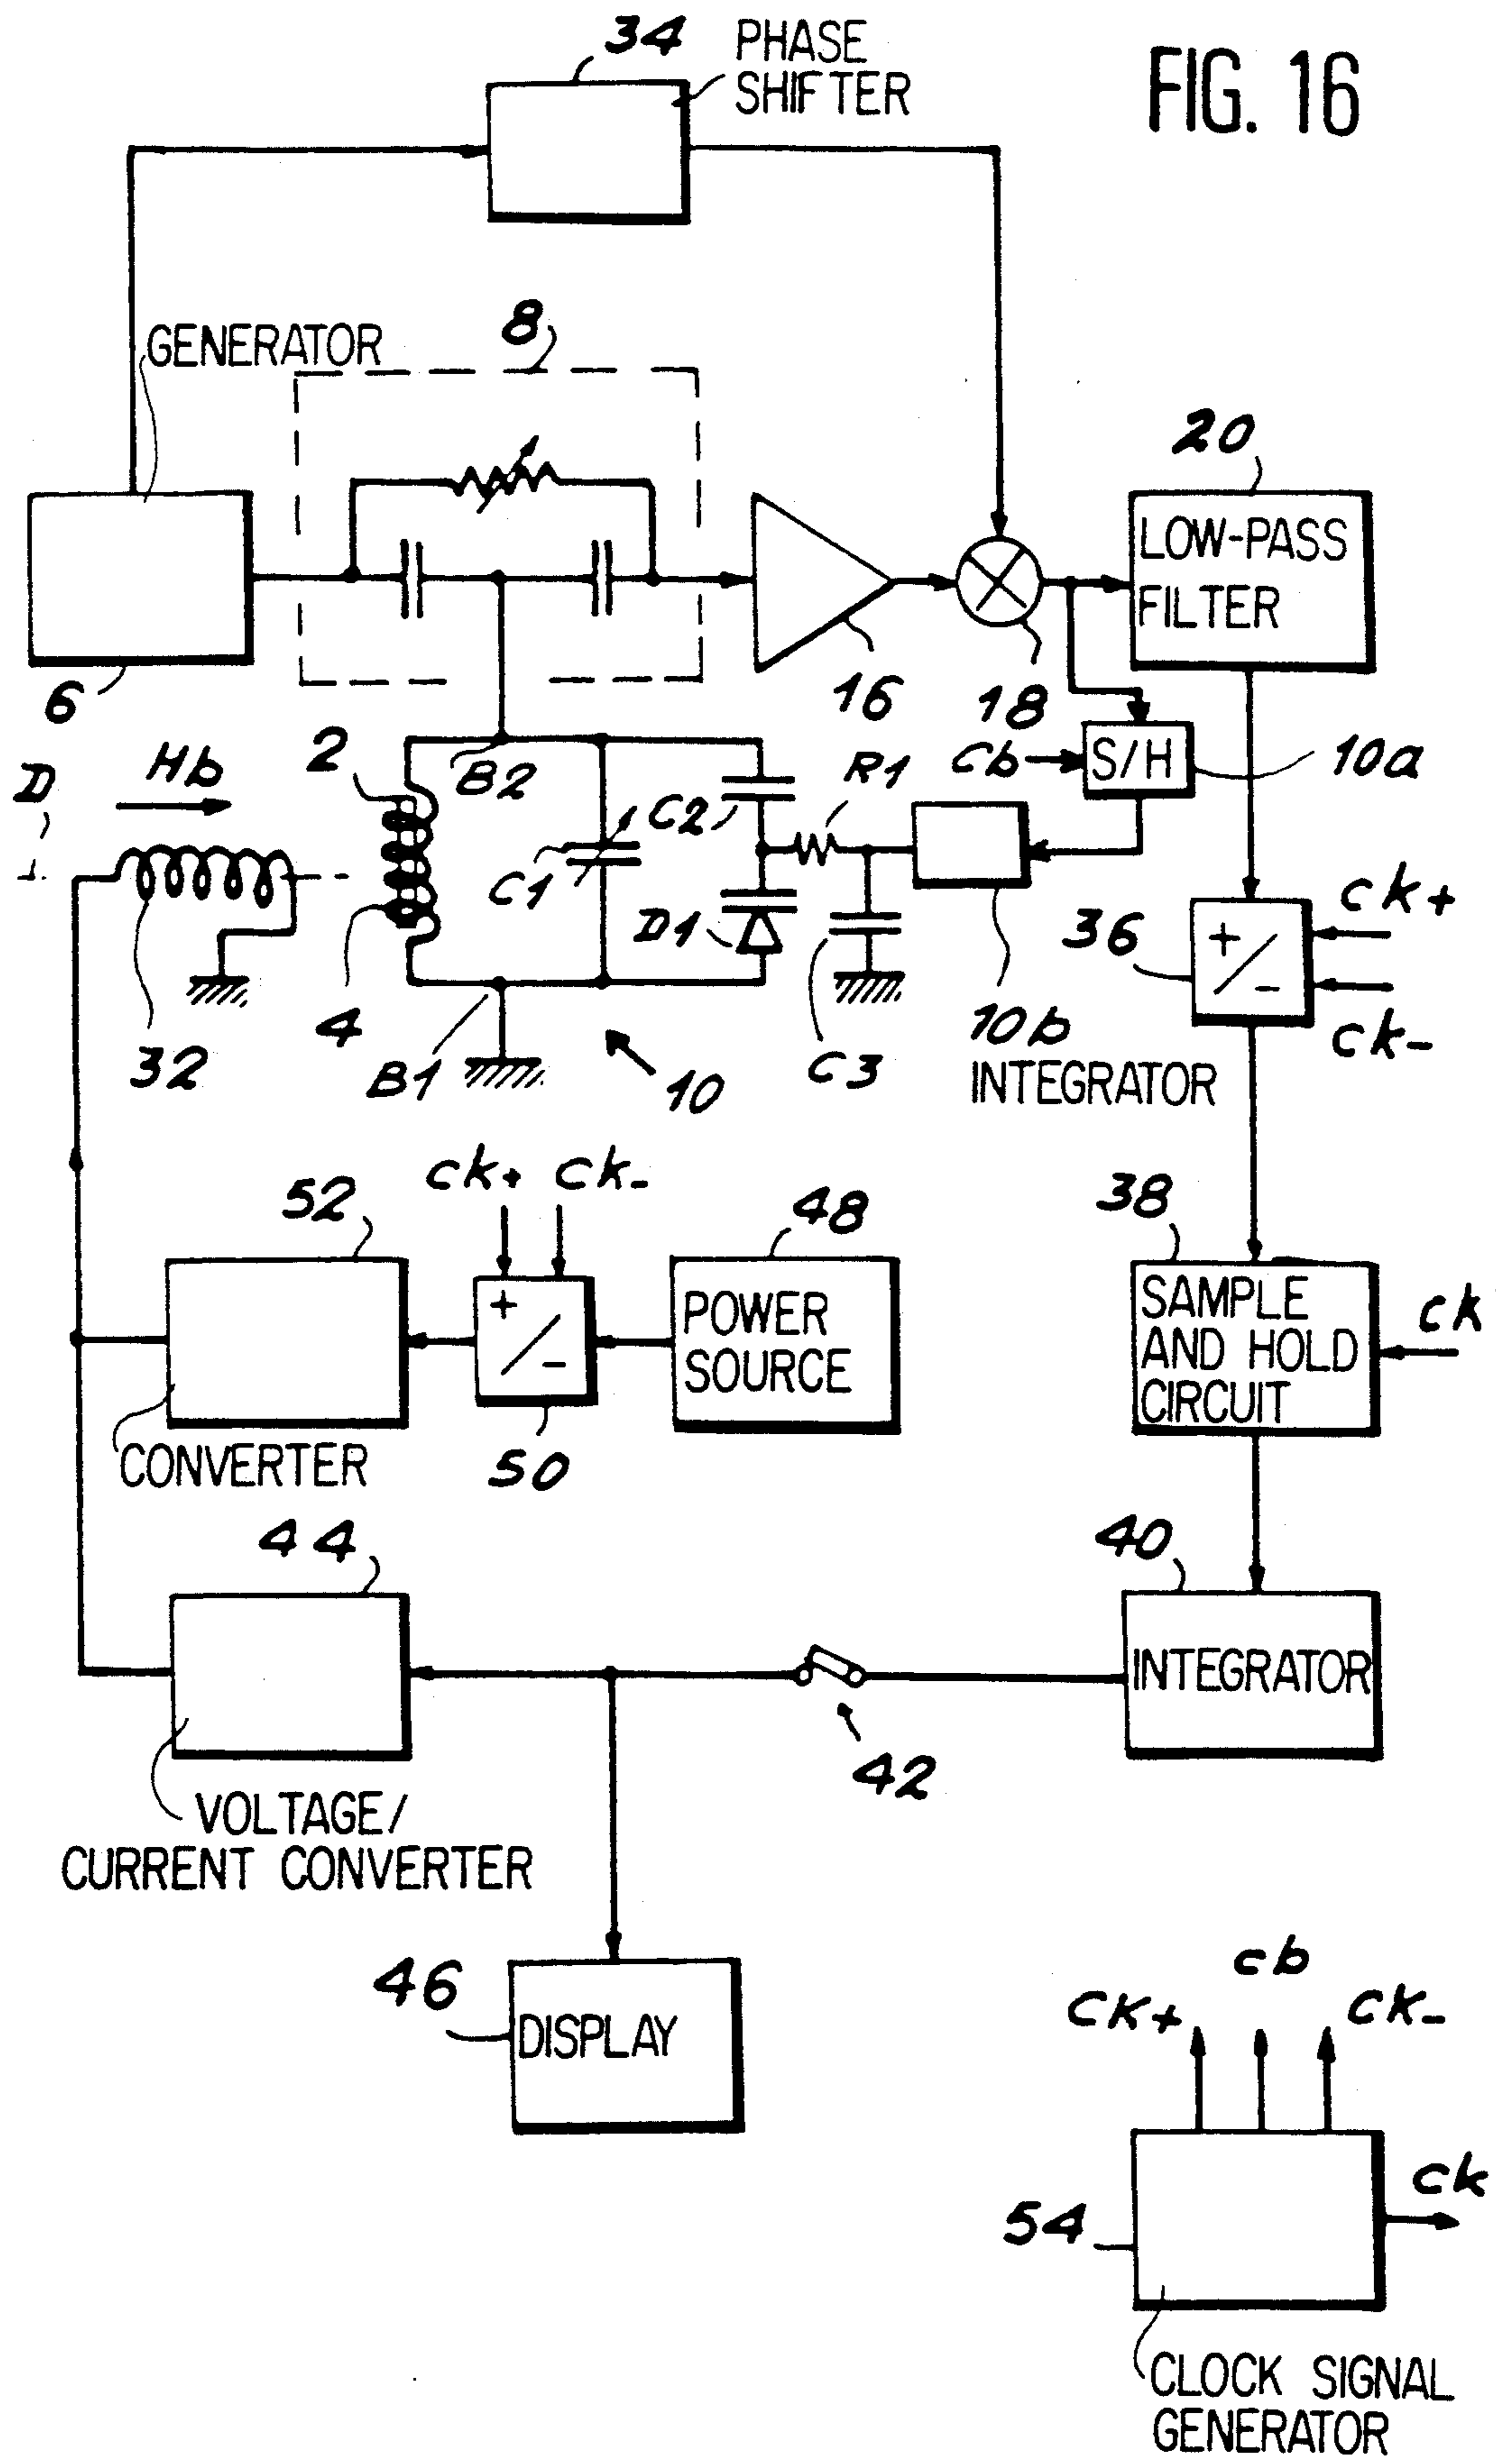 FIG. 16
34
PHASE
SHIFTER
GENERATOR
8
20
LOW-PASS
FILTER
6
16
18
D
Hb
2
B2
C2
R1
Cb
S/H
10a
C1
D1
ck+
36
+
-
ck-
32
4
B1
10
C3
10b
INTEGRATOR
ck+
ck-
52
48
38
+
-
POWER
SOURCE
SAMPLE
AND HOLD
CIRCUIT
ck
CONVERTER
50
44
40
INTEGRATOR
42
VOLTAGE/
CURRENT CONVERTER
46
DISPLAY
cb
CK+
CK-
54
ck
CLOCK SIGNAL
GENERATOR